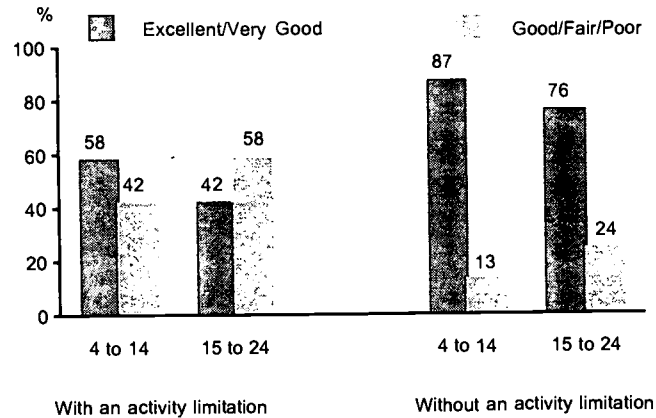 %
Excellent/Very Good
Good/Fair/Poor
100
80
60
40
20
0
58
42
42
58
87
13
76
24
4 to 14
15 to 24
4 to 14
15 to 24
With an activity limitation
Without an activity limitation